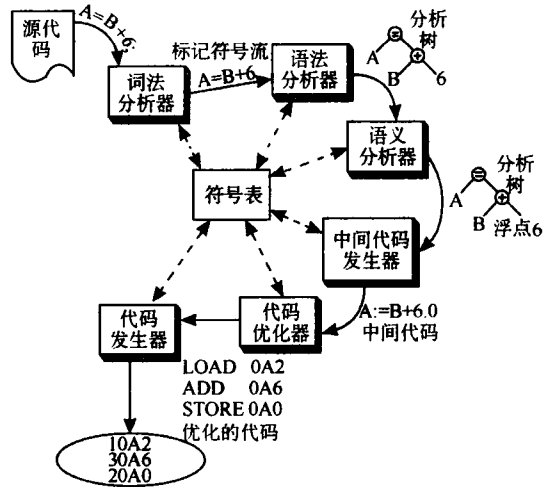 源代
码
A=B+6;
词法
分析器
标记符号流
A=B+6
语法
分析器
=
A
+
B
6
分析
树
语义
分析器
=
A
+
B
浮点6
分析
树
符号表
中间代码
发生器
A:=B+6.0
中间代码
代码
优化器
LOAD 0A2
ADD 0A6
STORE 0A0
优化的代码
代码
发生器
10A2
30A6
20A0